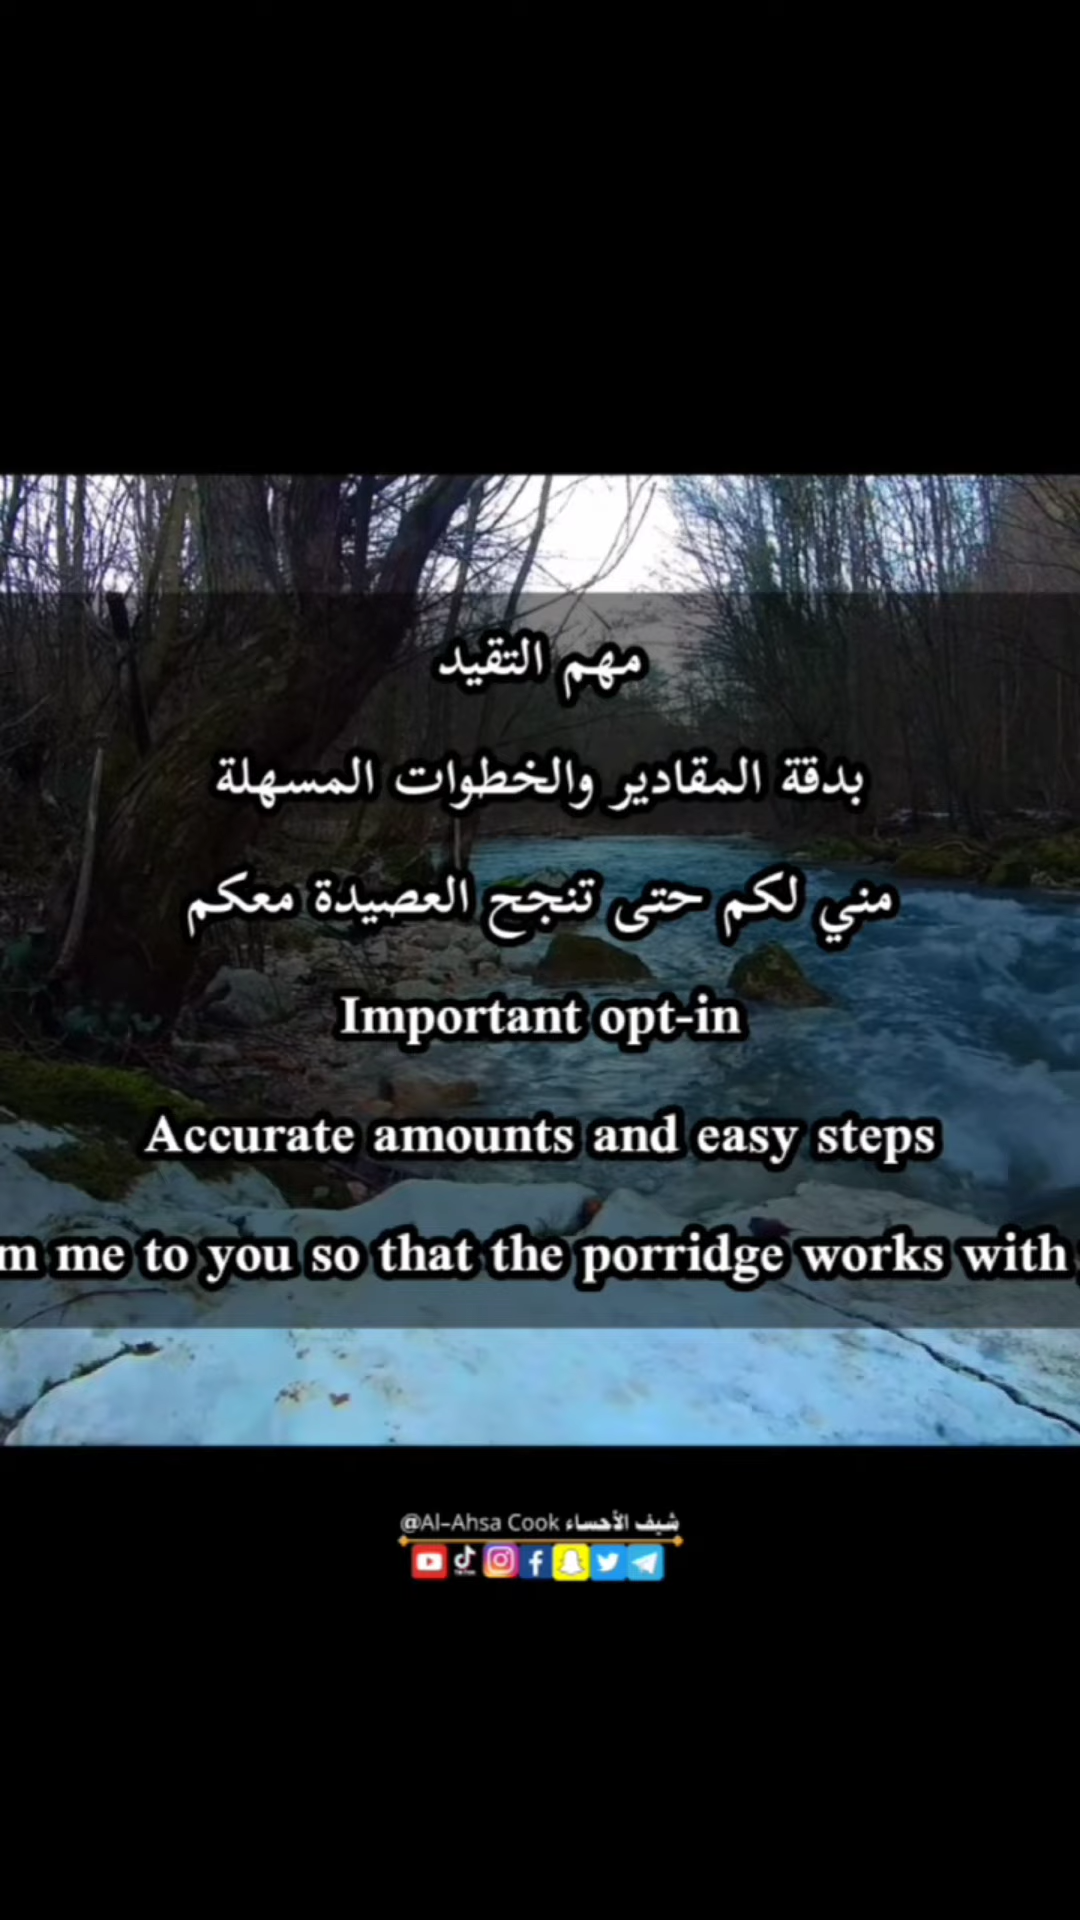 مهم التقيد
بدقة المقادير والخطوات المسهلة
مني لكم حتى تنجح العصيدة معكم
Important opt-in
Accurate amounts and easy steps
me to you so that the porridge works with
@Al-Ahsa Cook شيف الأحساء